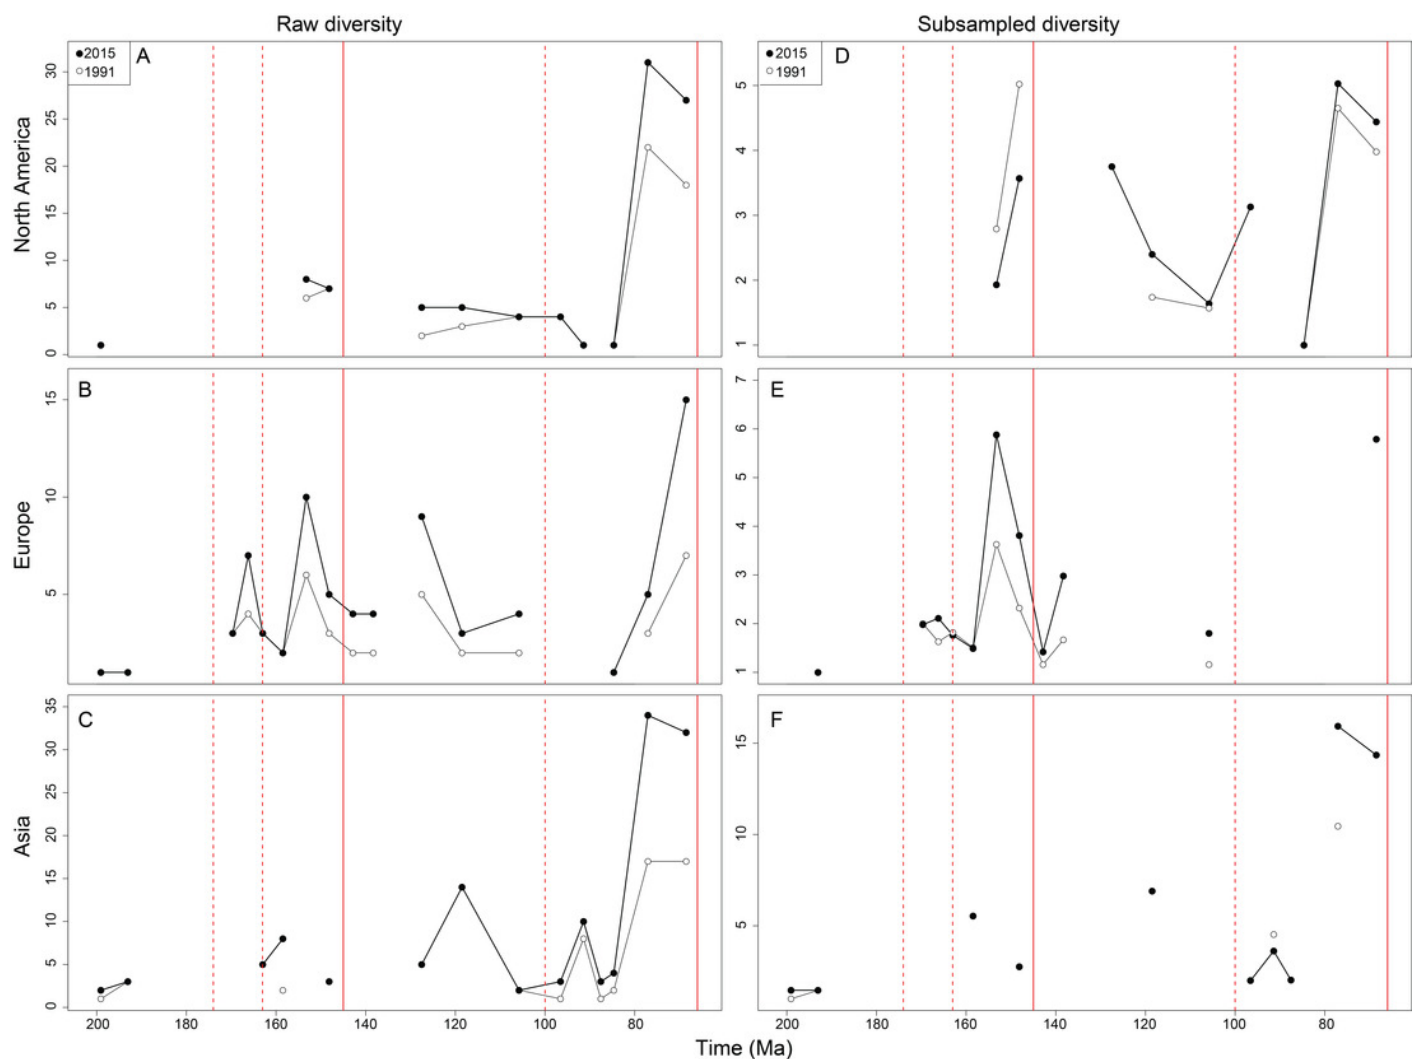 Raw diversity
Subsampled diversity
2015
1991
A
2015
1991
D
North America
0 5 10 15 20 25 30
1 2 3 4 5
B
E
Europe
5 10 15
1 2 3 4 5 6 7
C
F
Asia
0 5 10 15 20 25 30 35
5 10 15
200 180 160 140 120 100 80
200 180 160 140 120 100 80
Time (Ma)